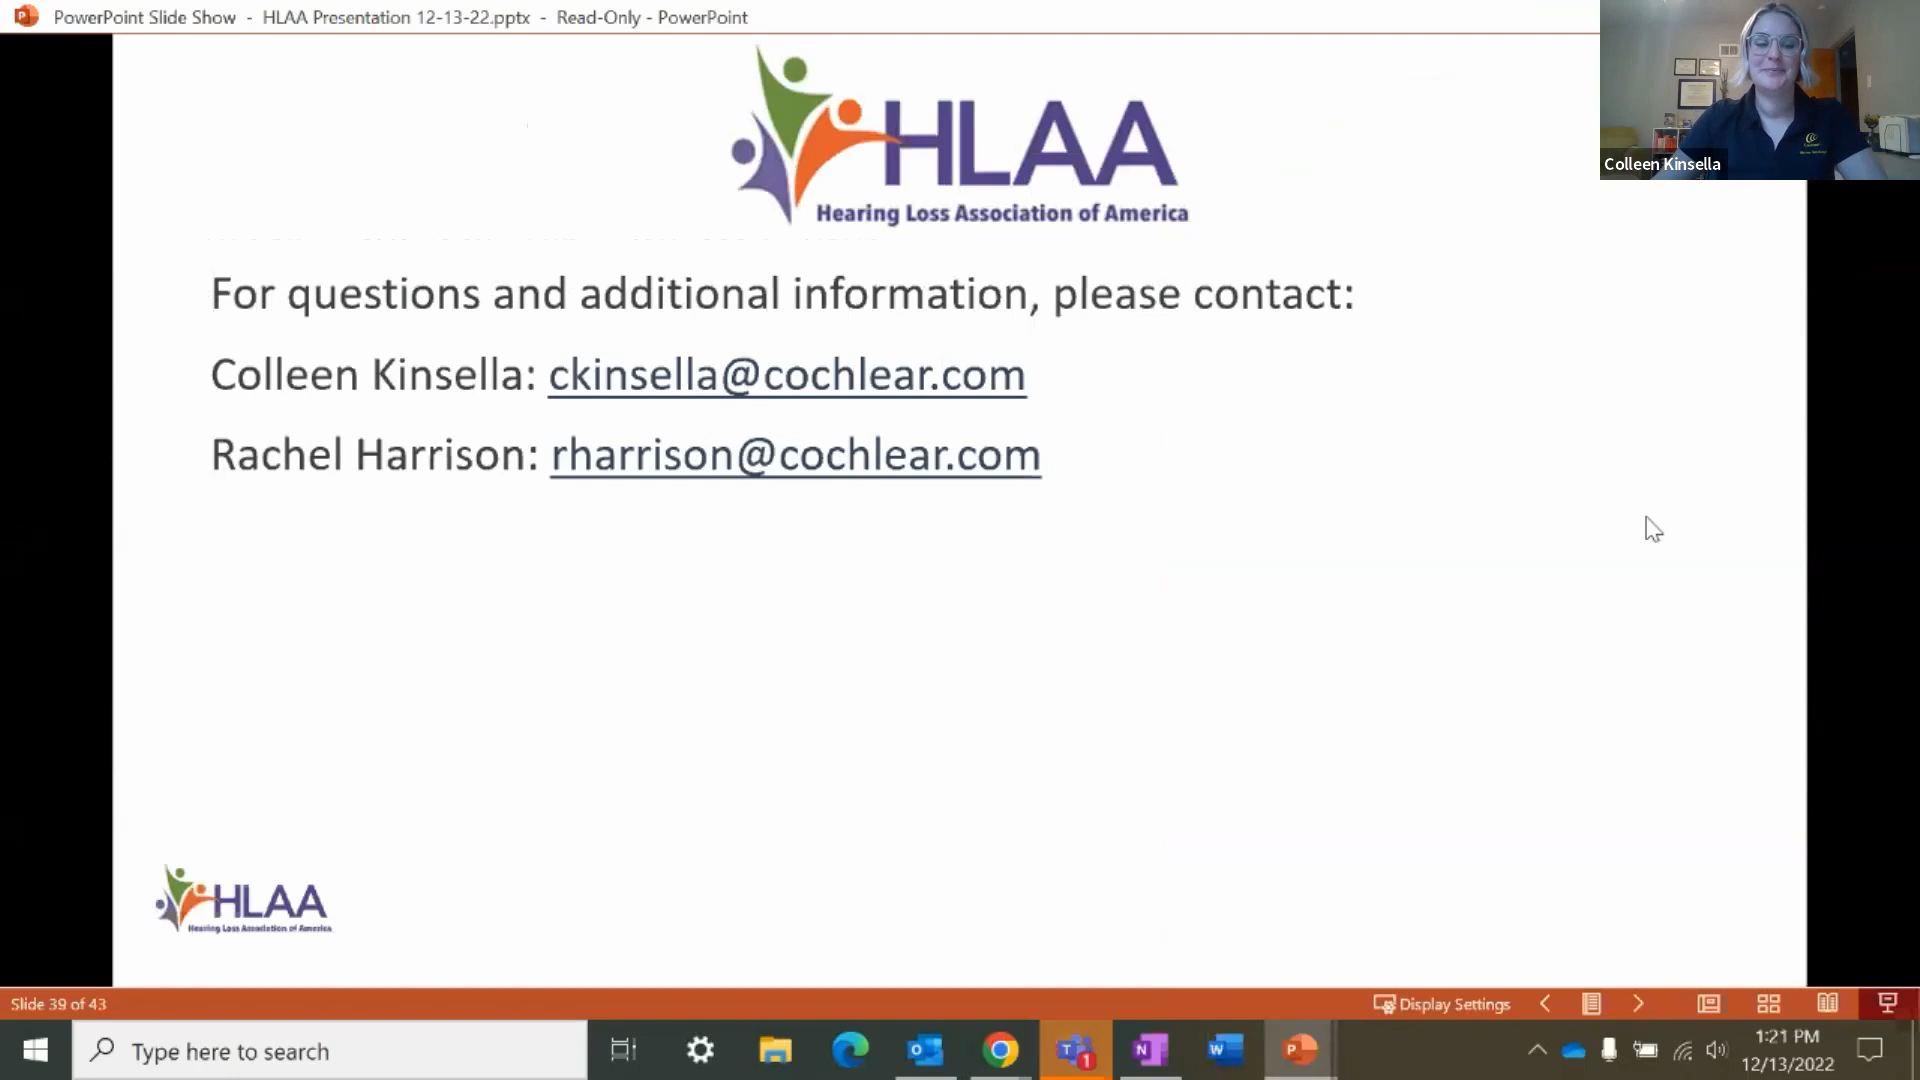 PowerPoint Slide Show - HLAA Presentation 12-13-22.pptx - Read-Only - PowerPoint
Colleen Kinsella
HLAA
Hearing Loss Association of America
For questions and additional information, please contact:
Colleen Kinsella: ckinsella@cochlear.com
Rachel Harrison: rharrison@cochlear.com
HLAA
Hearing Loss Association of America
Slide 39 of 43
Display Settings
Type here to search
1
1:21 PM
12/13/2022